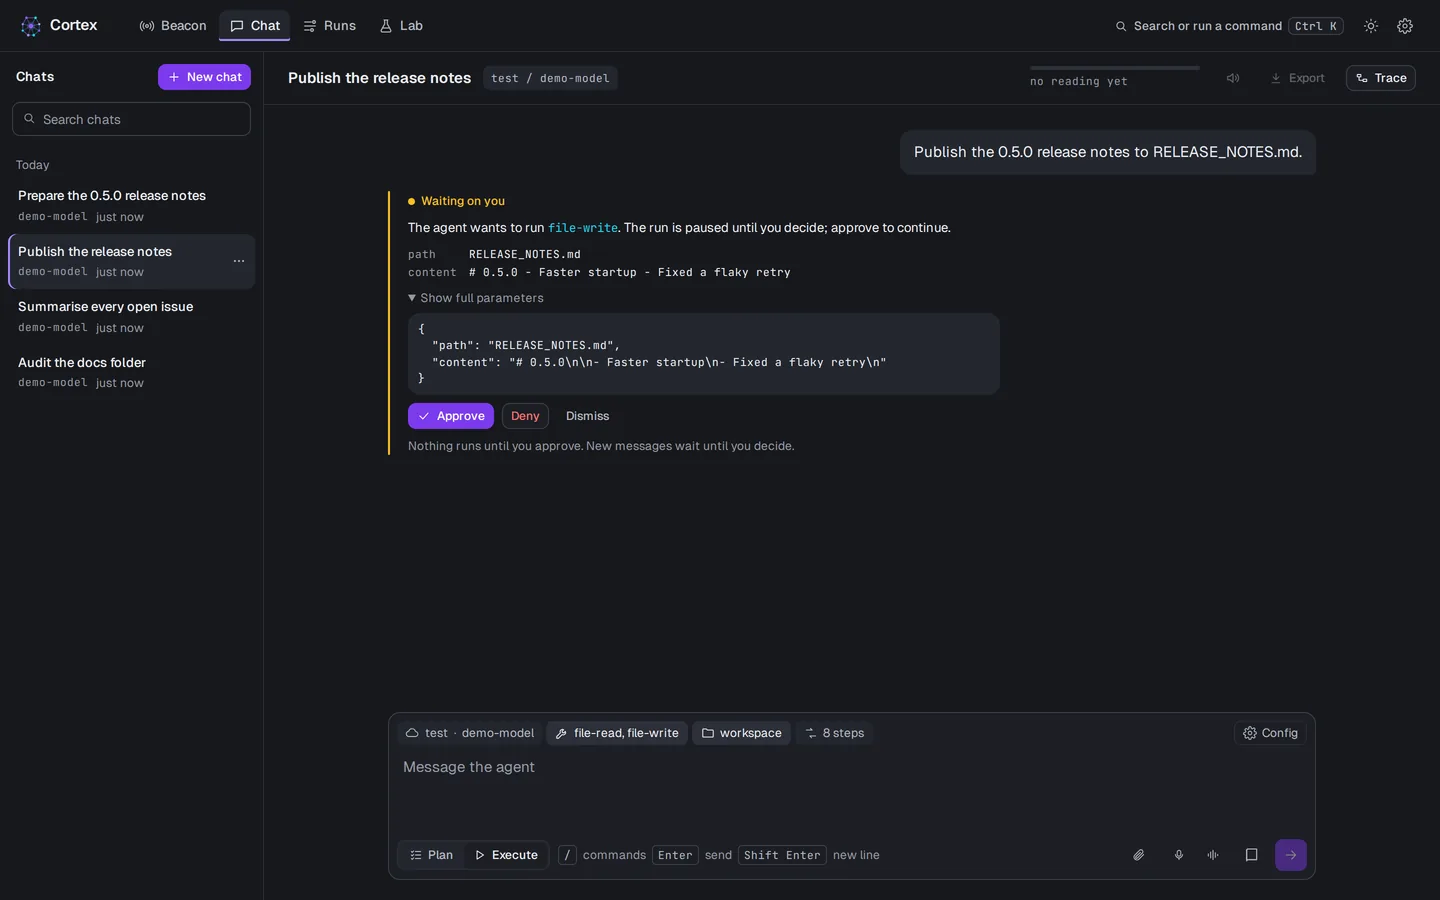 Cortex
Beacon
Chat
Runs
Lab
Search or run a command Ctrl K
Chats
New chat
Search chats
Today
Prepare the 0.5.0 release notes
demo-model just now
Publish the release notes
demo-model just now
Summarise every open issue
demo-model just now
Audit the docs folder
demo-model just now
Publish the release notes
test / demo-model
no reading yet
Export
Trace
Publish the 0.5.0 release notes to RELEASE_NOTES.md.
Waiting on you
The agent wants to run file-write. The run is paused until you decide; approve to continue.
path RELEASE_NOTES.md
content # 0.5.0 - Faster startup - Fixed a flaky retry
Show full parameters
{
"path": "RELEASE_NOTES.md",
"content": "# 0.5.0\n\n- Faster startup\n- Fixed a flaky retry\n"
}
Approve
Deny
Dismiss
Nothing runs until you approve. New messages wait until you decide.
test · demo-model
file-read, file-write
workspace
8 steps
Config
Message the agent
Plan
Execute
/ commands Enter send Shift Enter new line